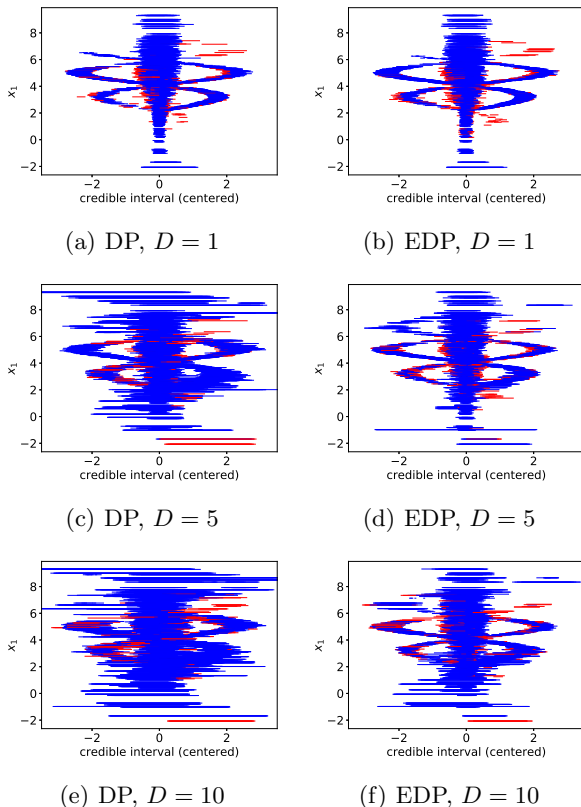 8
6
4
2
0
−2
x₁
−2 0 2
credible interval (centered)
(a) DP, D = 1
8
6
4
2
0
−2
x₁
−2 0 2
credible interval (centered)
(b) EDP, D = 1
8
6
4
2
0
−2
x₁
−2 0 2
credible interval (centered)
(c) DP, D = 5
8
6
4
2
0
−2
x₁
−2 0 2
credible interval (centered)
(d) EDP, D = 5
8
6
4
2
0
−2
x₁
−2 0 2
credible interval (centered)
(e) DP, D = 10
8
6
4
2
0
−2
x₁
−2 0 2
credible interval (centered)
(f) EDP, D = 10